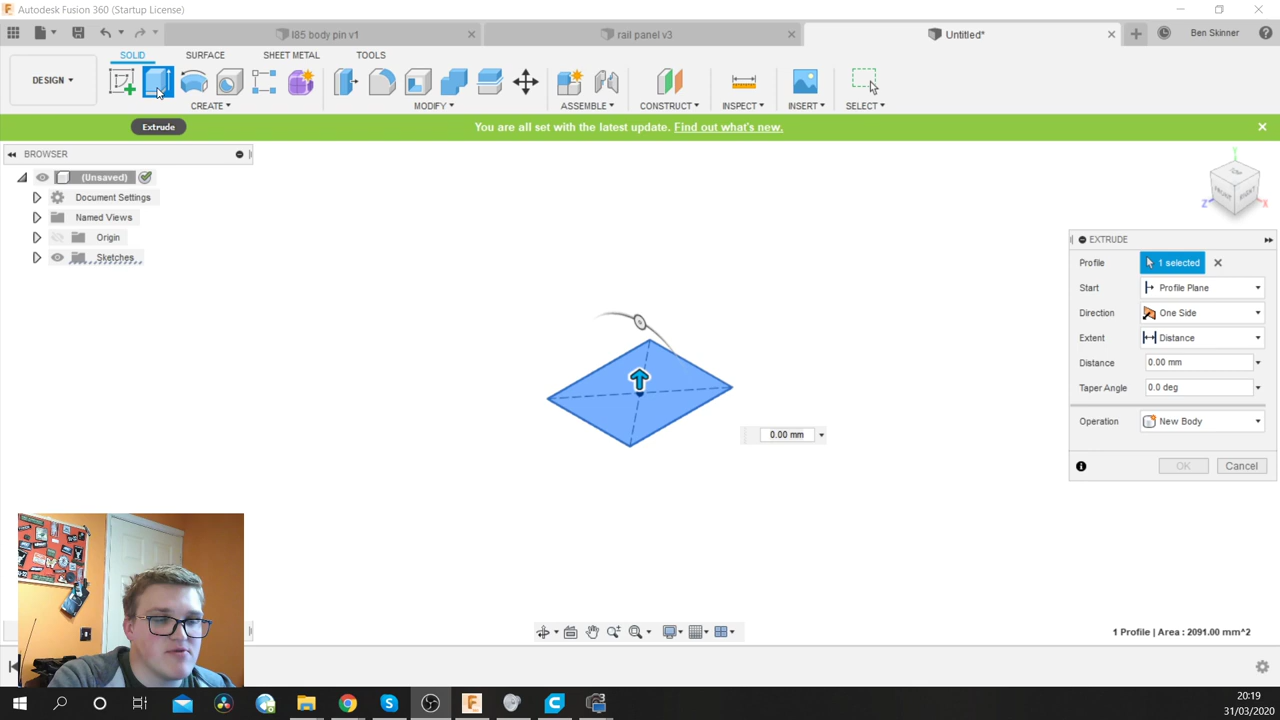 Autodesk Fusion 360 (Startup License)
I85 body pin v1
rail panel v3
Untitled*
Ben Skinner
DESIGN
SOLID
SURFACE
SHEET METAL
TOOLS
CREATE
MODIFY
ASSEMBLE
CONSTRUCT
INSPECT
INSERT
SELECT
Extrude
You are all set with the latest update. Find out what's new.
BROWSER
(Unsaved)
Document Settings
Named Views
Origin
Sketches
TOP
FRONT
RIGHT
Y
Z
X
EXTRUDE
Profile 1 selected
Start Profile Plane
Direction One Side
Extent Distance
Distance 0.00 mm
Taper Angle 0.0 deg
Operation New Body
OK Cancel
0.00 mm
1 Profile | Area : 2091.00 mm^2
20:19
31/03/2020